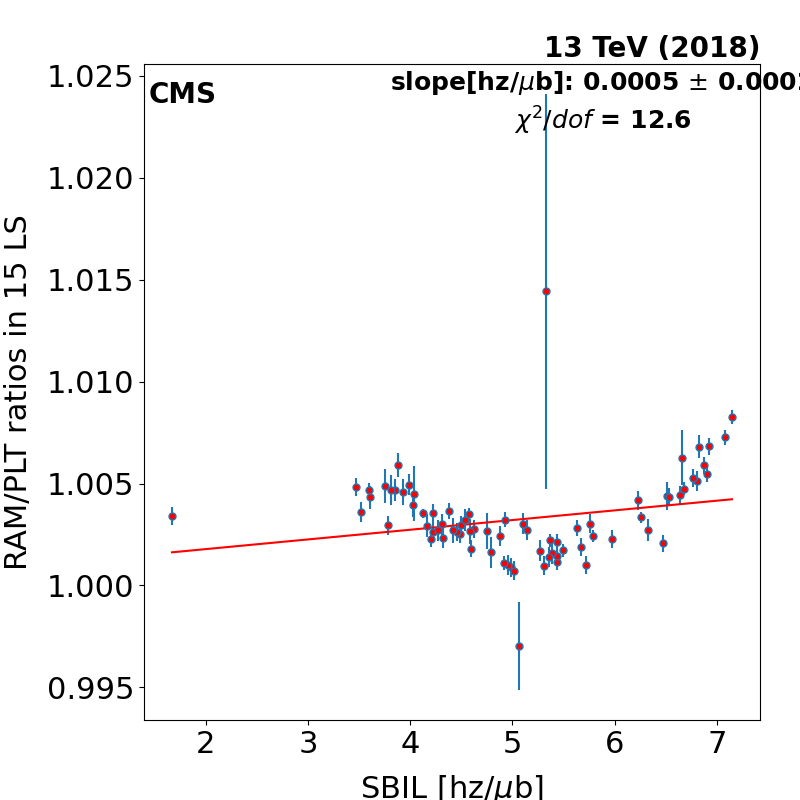 13 TeV (2018)
CMS
slope[hz/μb]: 0.0005 ± 0.000
χ²/dof = 12.6
1.025
1.020
1.015
1.010
1.005
1.000
0.995
RAM/PLT ratios in 15 LS
2 3 4 5 6 7
SBIL [hz/μb]